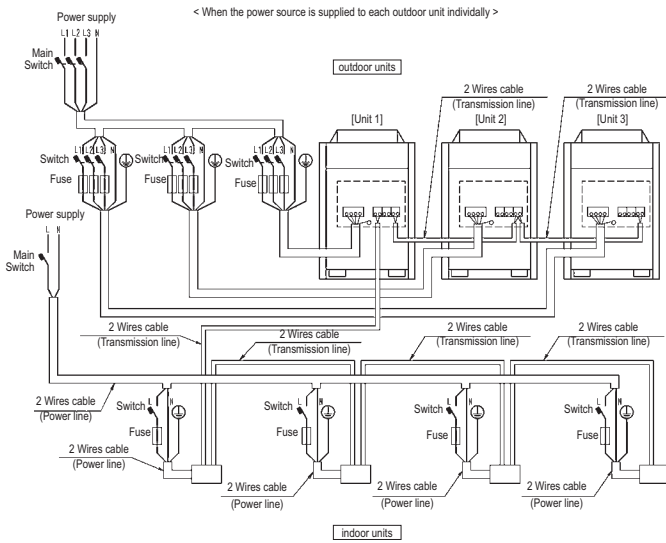 < When the power source is supplied to each outdoor unit individally >
Power supply
L1 L2 L3 N
Main
Switch
outdoor units
2 Wires cable
(Transmission line)
2 Wires cable
(Transmission line)
[Unit 1]
[Unit 2]
[Unit 3]
L1 L2 L3 N
L1 L2 L3 N
L1 L2 L3 N
Switch
Switch
Switch
Fuse
Fuse
Fuse
Power supply
L N
Main
Switch
2 Wires cable
(Transmission line)
2 Wires cable
(Transmission line)
2 Wires cable
(Transmission line)
2 Wires cable
(Transmission line)
2 Wires cable
(Power line)
L N
L N
L N
L N
Switch
Switch
Switch
Switch
Fuse
Fuse
Fuse
Fuse
2 Wires cable
(Power line)
2 Wires cable
(Power line)
2 Wires cable
(Power line)
2 Wires cable
(Power line)
indoor units